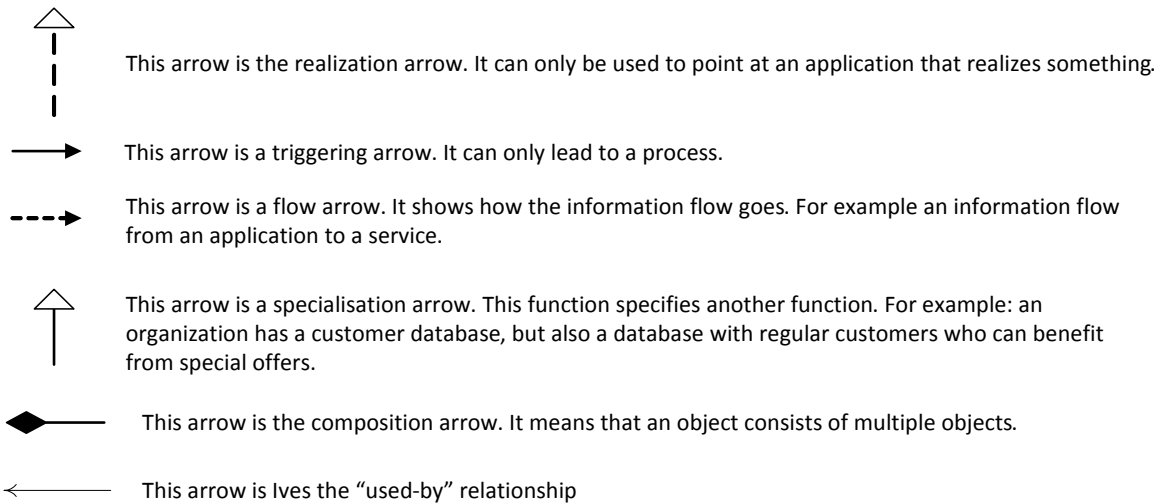 This arrow is the realization arrow. It can only be used to point at an application that realizes something.
This arrow is a triggering arrow. It can only lead to a process.
This arrow is a flow arrow. It shows how the information flow goes. For example an information flow
from an application to a service.
This arrow is a specialisation arrow. This function specifies another function. For example: an
organization has a customer database, but also a database with regular customers who can benefit
from special offers.
This arrow is the composition arrow. It means that an object consists of multiple objects.
This arrow is Ives the “used-by” relationship